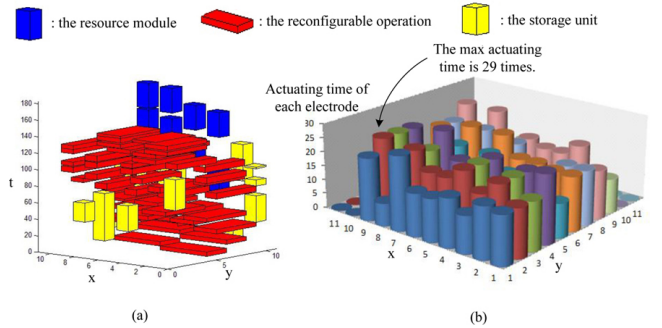 : the resource module : the reconfigurable operation : the storage unit
The max actuating
time is 29 times.
Actuating time of
each electrode
180
160
140
120
100
80
60
40
20
0
t
10 8 6 4 2 0
x
0 5 10
y
30
25
20
15
10
5
0
11 10 9 8 7 6 5 4 3 2 1
x
1 2 3 4 5 6 7 8 9 10 11
y
(a) (b)